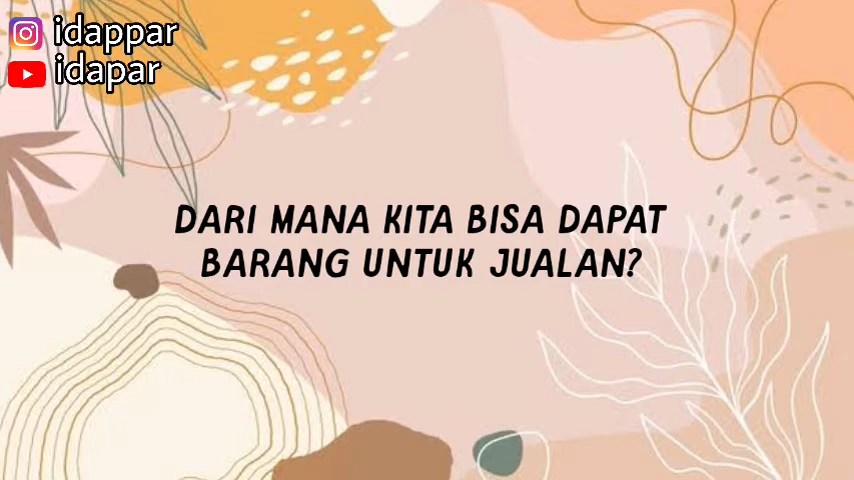 idappar
idapar
DARI MANA KITA BISA DAPAT
BARANG UNTUK JUALAN?